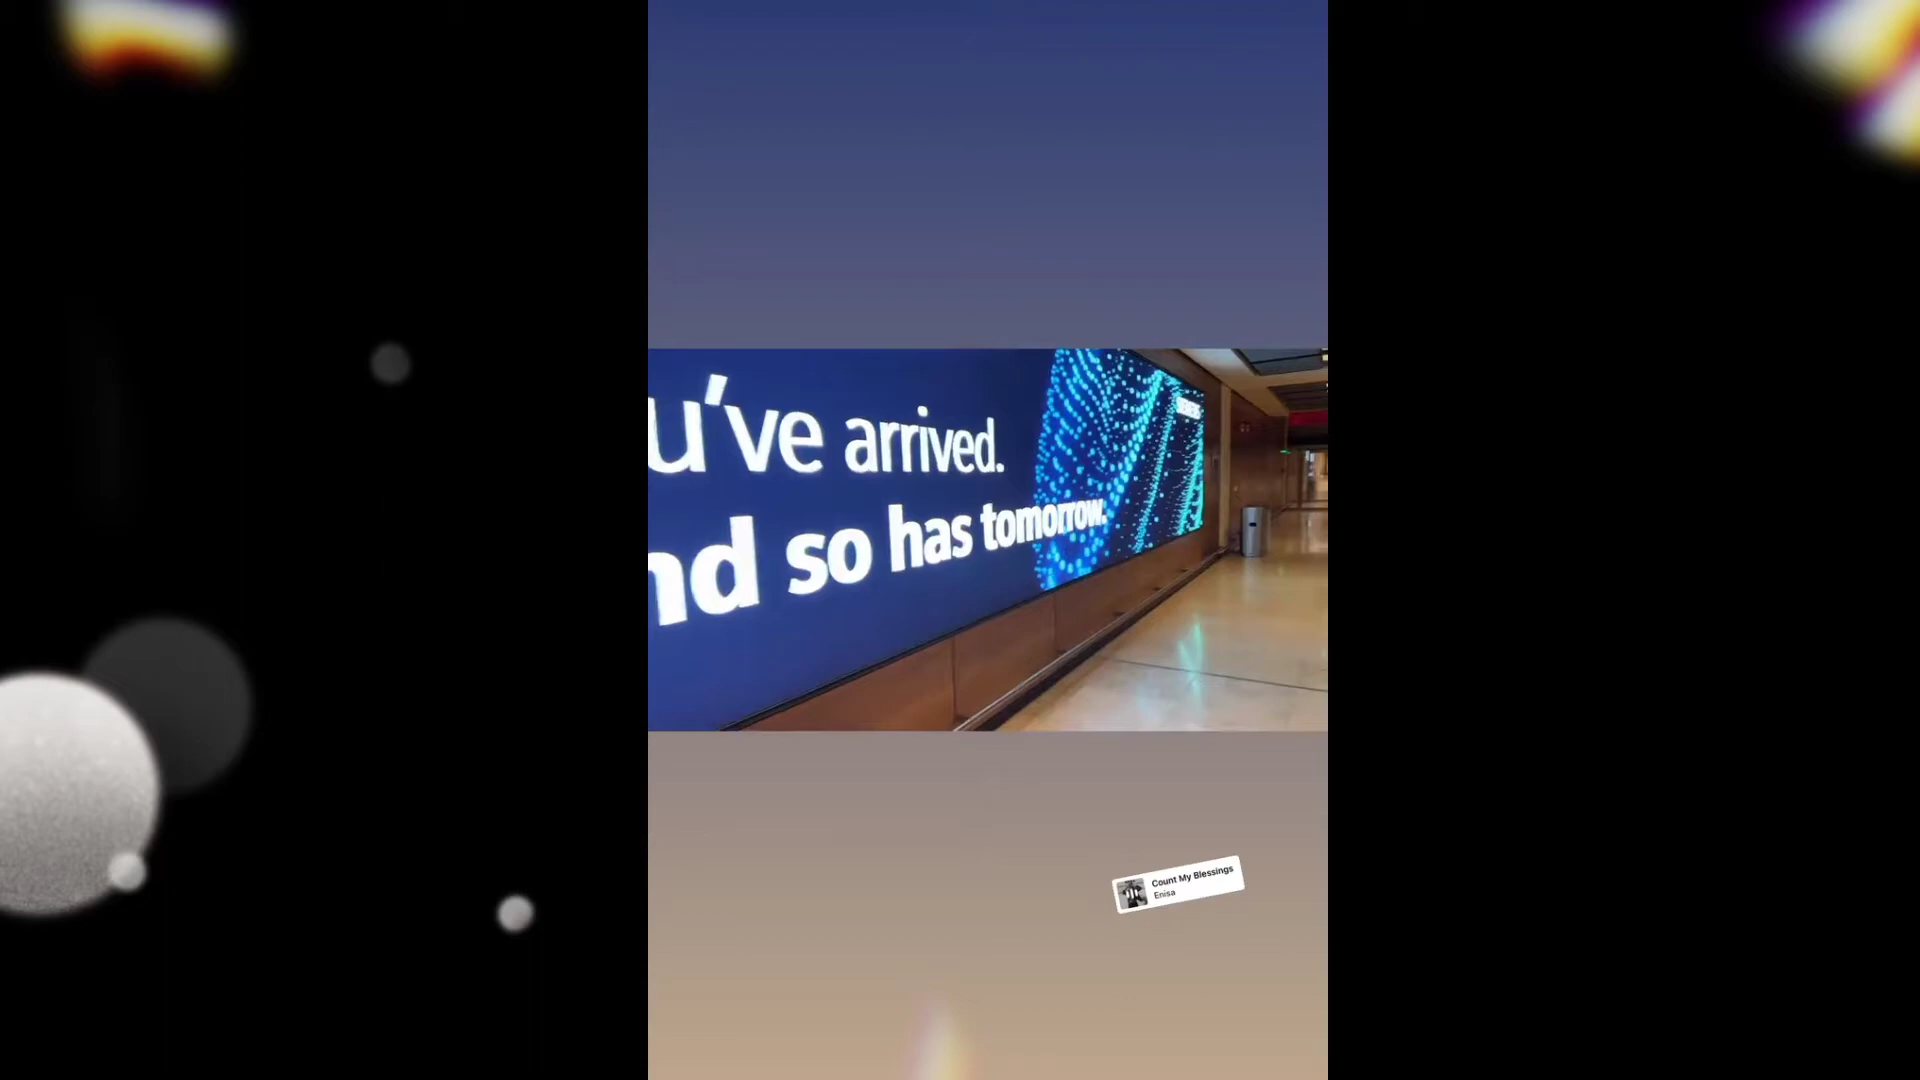 u've arrived.
nd so has tomorrow.
Count My Blessings
Enisa